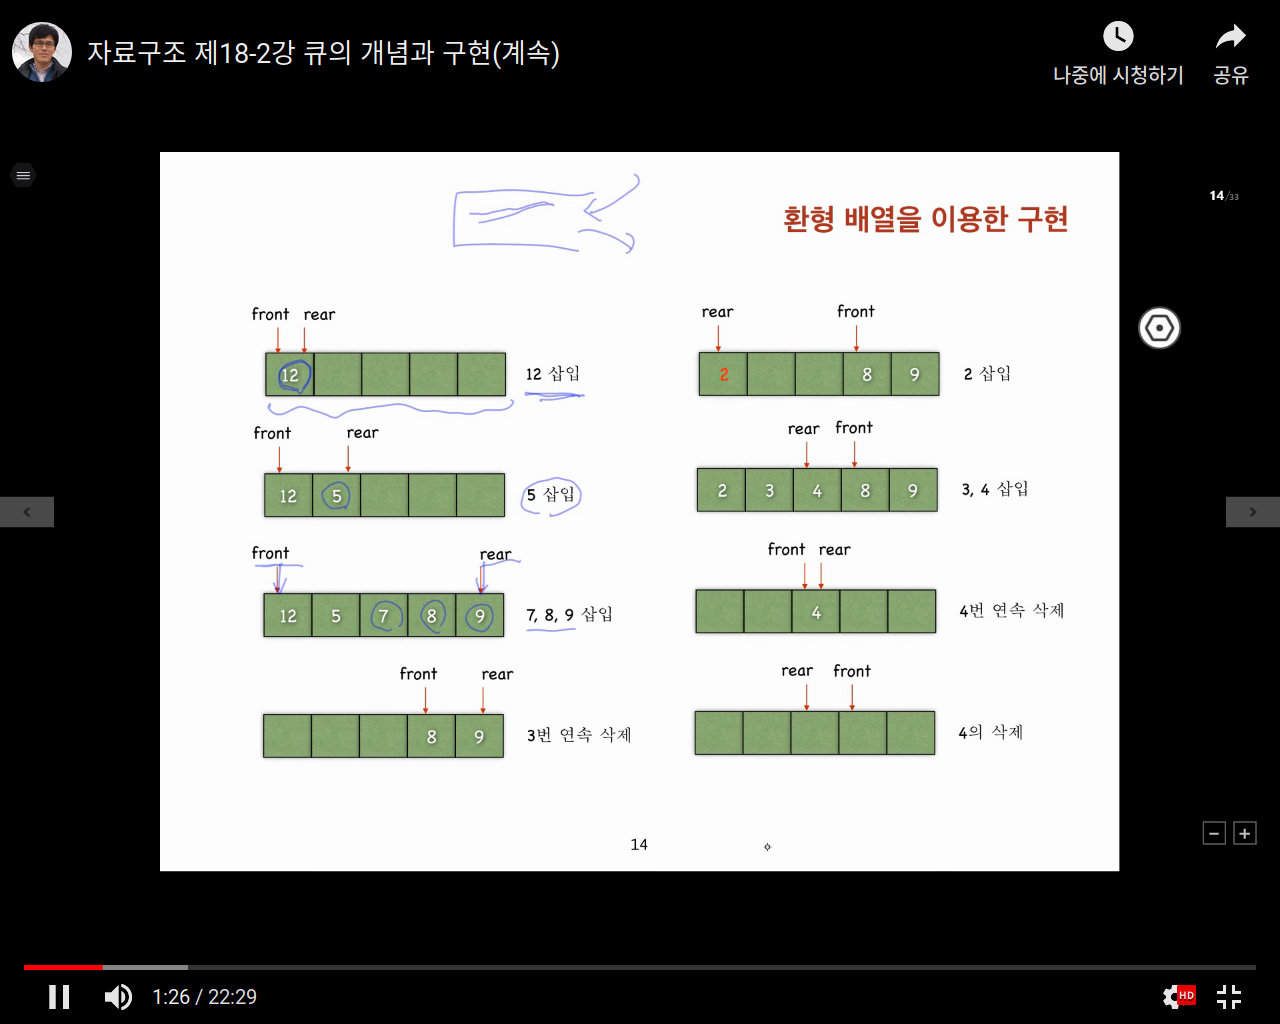 자료구조 제18-2강 큐의 개념과 구현(계속)
나중에 시청하기
공유
14/33
환형 배열을 이용한 구현
front rear
12
12 삽입
front rear
12 5
5 삽입
front rear
12 5 7 8 9
7, 8, 9 삽입
front rear
8 9
3번 연속 삭제
rear front
2 8 9
2 삽입
rear front
2 3 4 8 9
3, 4 삽입
front rear
4
4번 연속 삭제
rear front
4의 삭제
14
1:26 / 22:29
HD